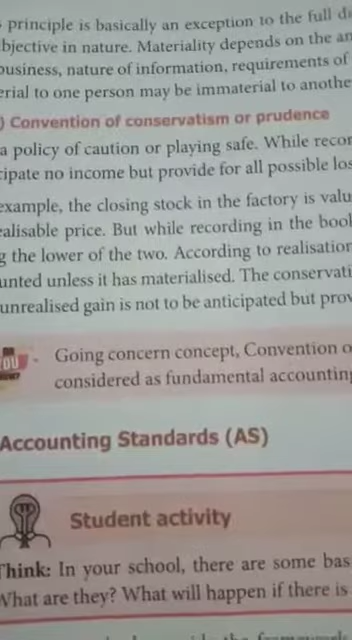 principle is basically an exception to the full
bjective in nature. Materiality depends on the
business, nature of information, requirements of
erial to one person may be immaterial to anothe
) Convention of conservatism or prudence
a policy of caution or playing safe. While recor
cipate no income but provide for all possible los
example, the closing stock in the factory is valu
ealisable price. But while recording in the bool
g the lower of the two. According to realisation
unted unless it has materialised. The conservati
unrealised gain is not to be anticipated but prov
YOU
Going concern concept, Convention o
considered as fundamental accounting
Accounting Standards (AS)
Student activity
Think: In your school, there are some bas
What are they? What will happen if there is